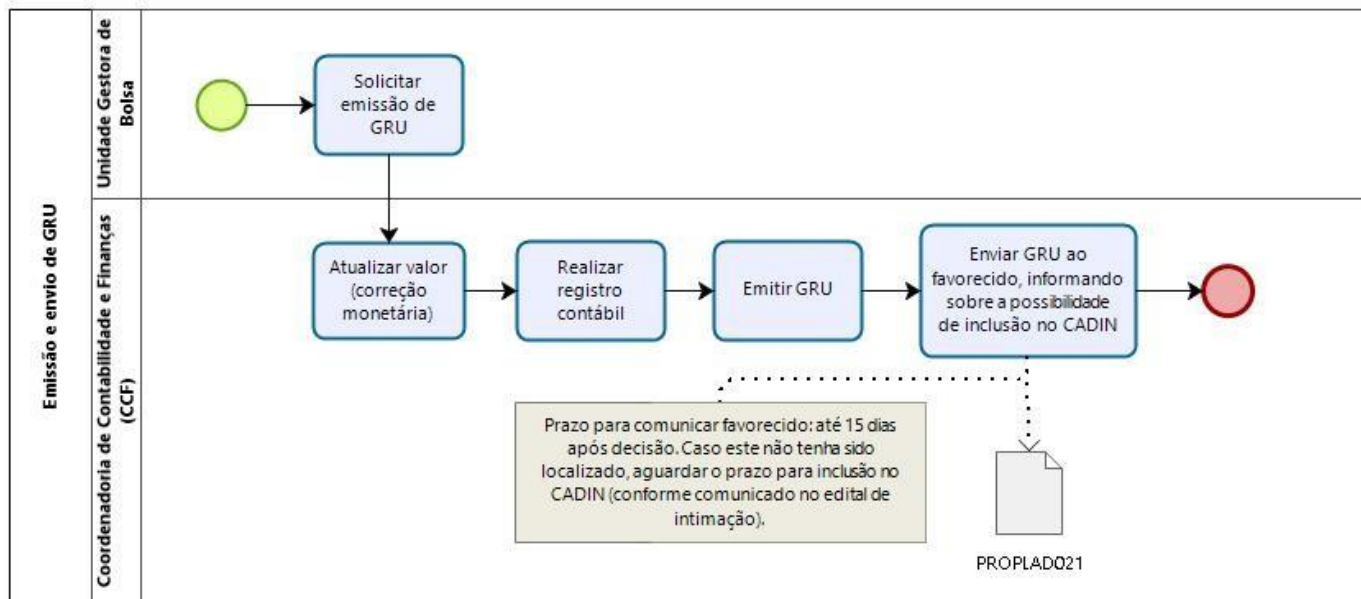 Emissão e envio de GRU
Unidade Gestora de
Bolsa
Solicitar
emissão de
GRU
Coordenadoria de Contabilidade e Finanças
(CCF)
Atualizar valor
(correção
monetária)
Realizar
registro
contábil
Emitir GRU
Enviar GRU ao
favorecido, informando
sobre a possibilidade
de inclusão no CADIN
Prazo para comunicar favorecido: até 15 dias
após decisão. Caso este não tenha sido
localizado, aguardar o prazo para inclusão no
CADIN (conforme comunicado no edital de
intimação).
PROPLAD021